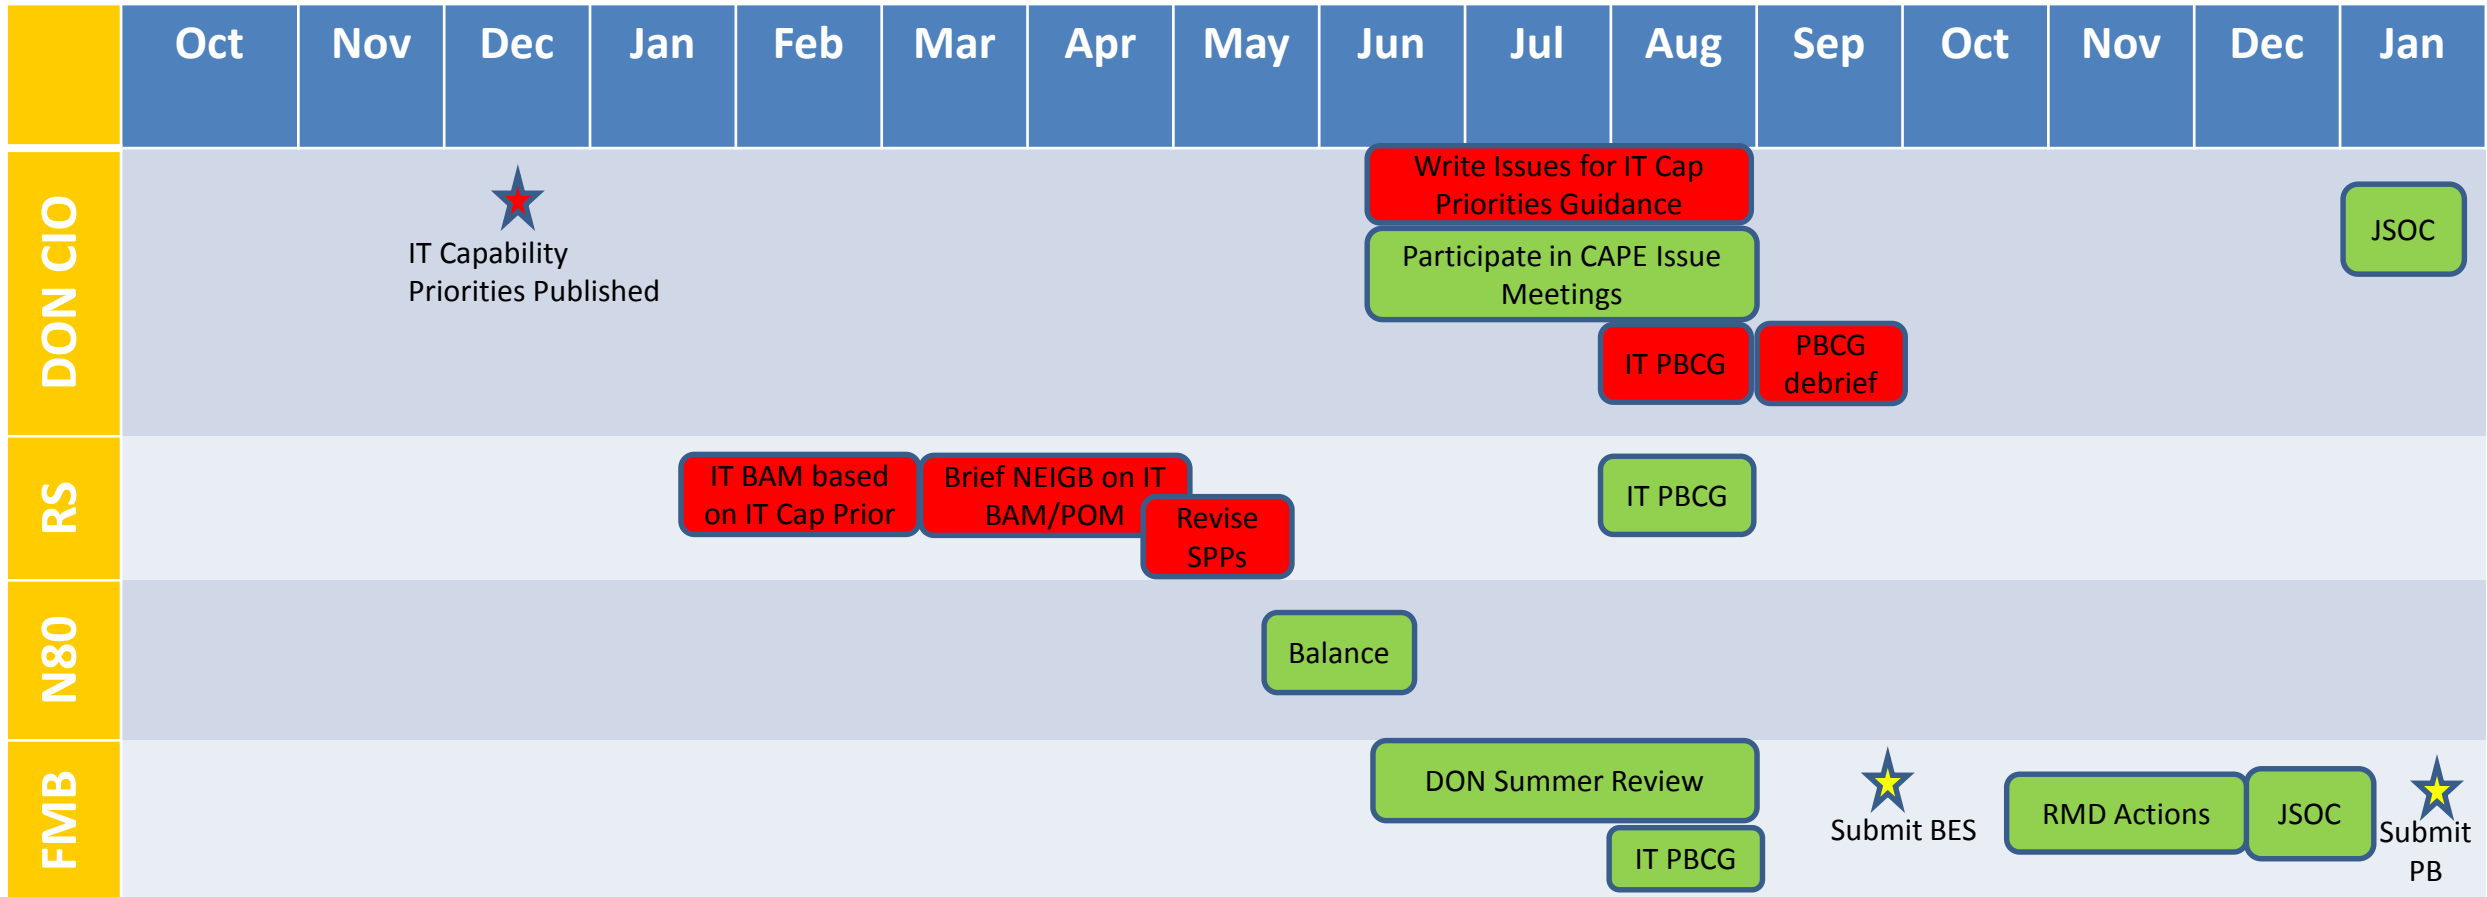 Oct
Nov
Dec
Jan
Feb
Mar
Apr
May
Jun
Jul
Aug
Sep
Oct
Nov
Dec
Jan
DON CIO
IT Capability
Priorities Published
Write Issues for IT Cap
Priorities Guidance
Participate in CAPE Issue
Meetings
IT PBCG
PBCG
debrief
JSOC
RS
IT BAM based
on IT Cap Prior
Brief NEIGB on IT
BAM/POM
Revise
SPPs
IT PBCG
N80
Balance
FMB
DON Summer Review
IT PBCG
Submit BES
RMD Actions
JSOC
Submit
PB